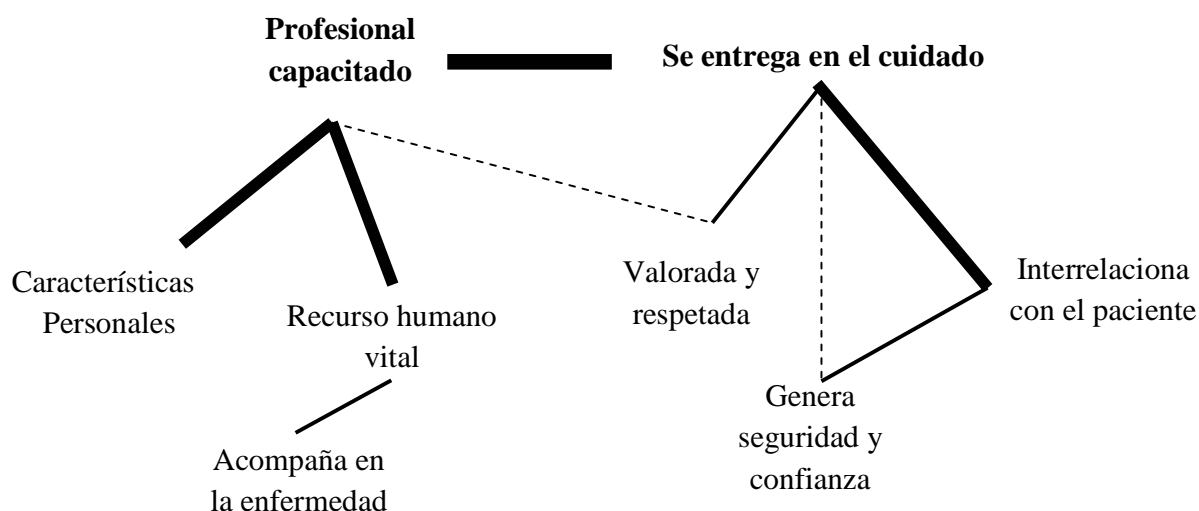 Profesional
capacitado
Se entrega en el cuidado
Características
Personales
Recurso humano
vital
Valorada y
respetada
Interrelaciona
con el paciente
Acompaña en
la enfermedad
Genera
seguridad y
confianza